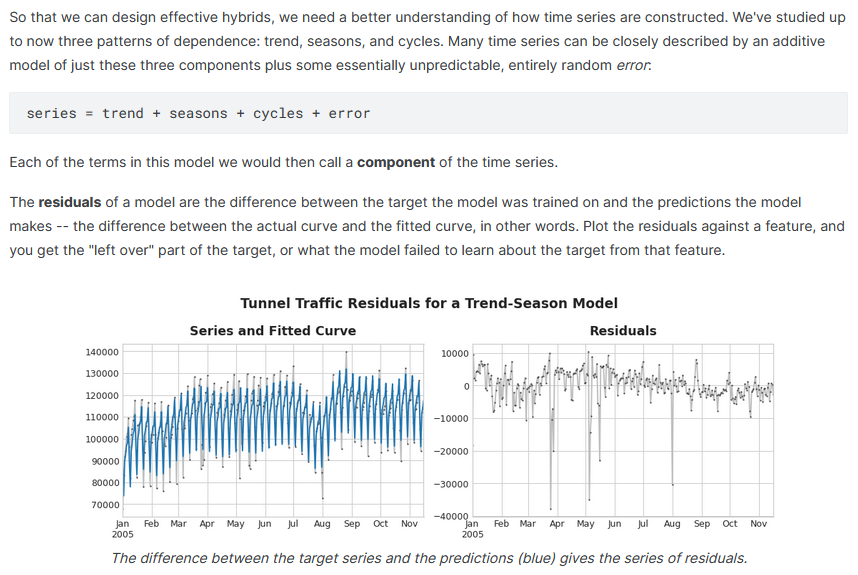 So that we can design effective hybrids, we need a better understanding of how time series are constructed. We've studied up
to now three patterns of dependence: trend, seasons, and cycles. Many time series can be closely described by an additive
model of just these three components plus some essentially unpredictable, entirely random error:
series = trend + seasons + cycles + error
Each of the terms in this model we would then call a component of the time series.
The residuals of a model are the difference between the target the model was trained on and the predictions the model
makes -- the difference between the actual curve and the fitted curve, in other words. Plot the residuals against a feature, and
you get the "left over" part of the target, or what the model failed to learn about the target from that feature.
Tunnel Traffic Residuals for a Trend-Season Model
Series and Fitted Curve
140000
130000
120000
110000
100000
90000
80000
70000
Jan Feb Mar Apr May Jun Jul Aug Sep Oct Nov
2005
Residuals
10000
0
−10000
−20000
−30000
−40000
Jan Feb Mar Apr May Jun Jul Aug Sep Oct Nov
2005
The difference between the target series and the predictions (blue) gives the series of residuals.